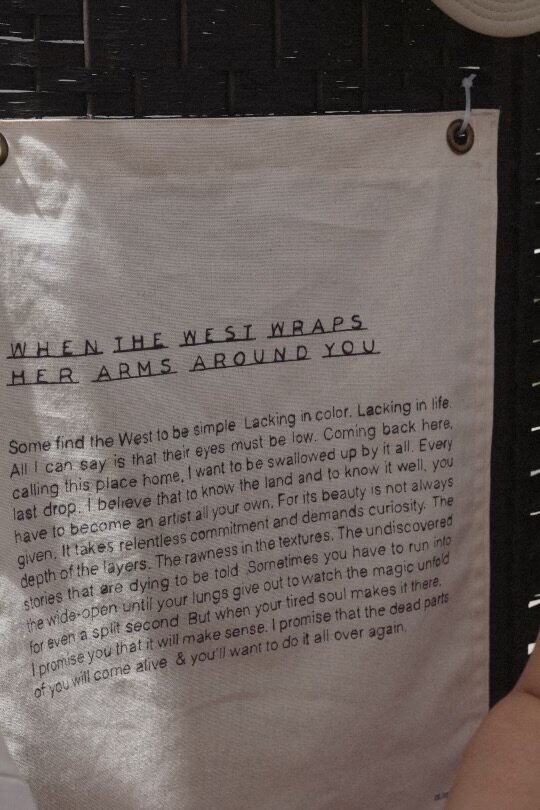 WHEN THE WEST WRAPS
HER ARMS AROUND YOU
Some find the West to be simple. Lacking in color. Lacking in life.
All I can say is that their eyes must be low. Coming back here,
calling this place home, I want to be swallowed up by it all. Every
last drop. I believe that to know the land and to know it well, you
have to become an artist all your own. For its beauty is not always
given. It takes relentless commitment and demands curiosity. The
depth of the layers. The rawness in the textures. The undiscovered
stories that are dying to be told. Sometimes you have to run into
the wide-open until your lungs give out to watch the magic unfold
for even a split second. But when your tired soul makes it there,
I promise you that it will make sense. I promise that the dead parts
of you will come alive & you'll want to do it all over again.